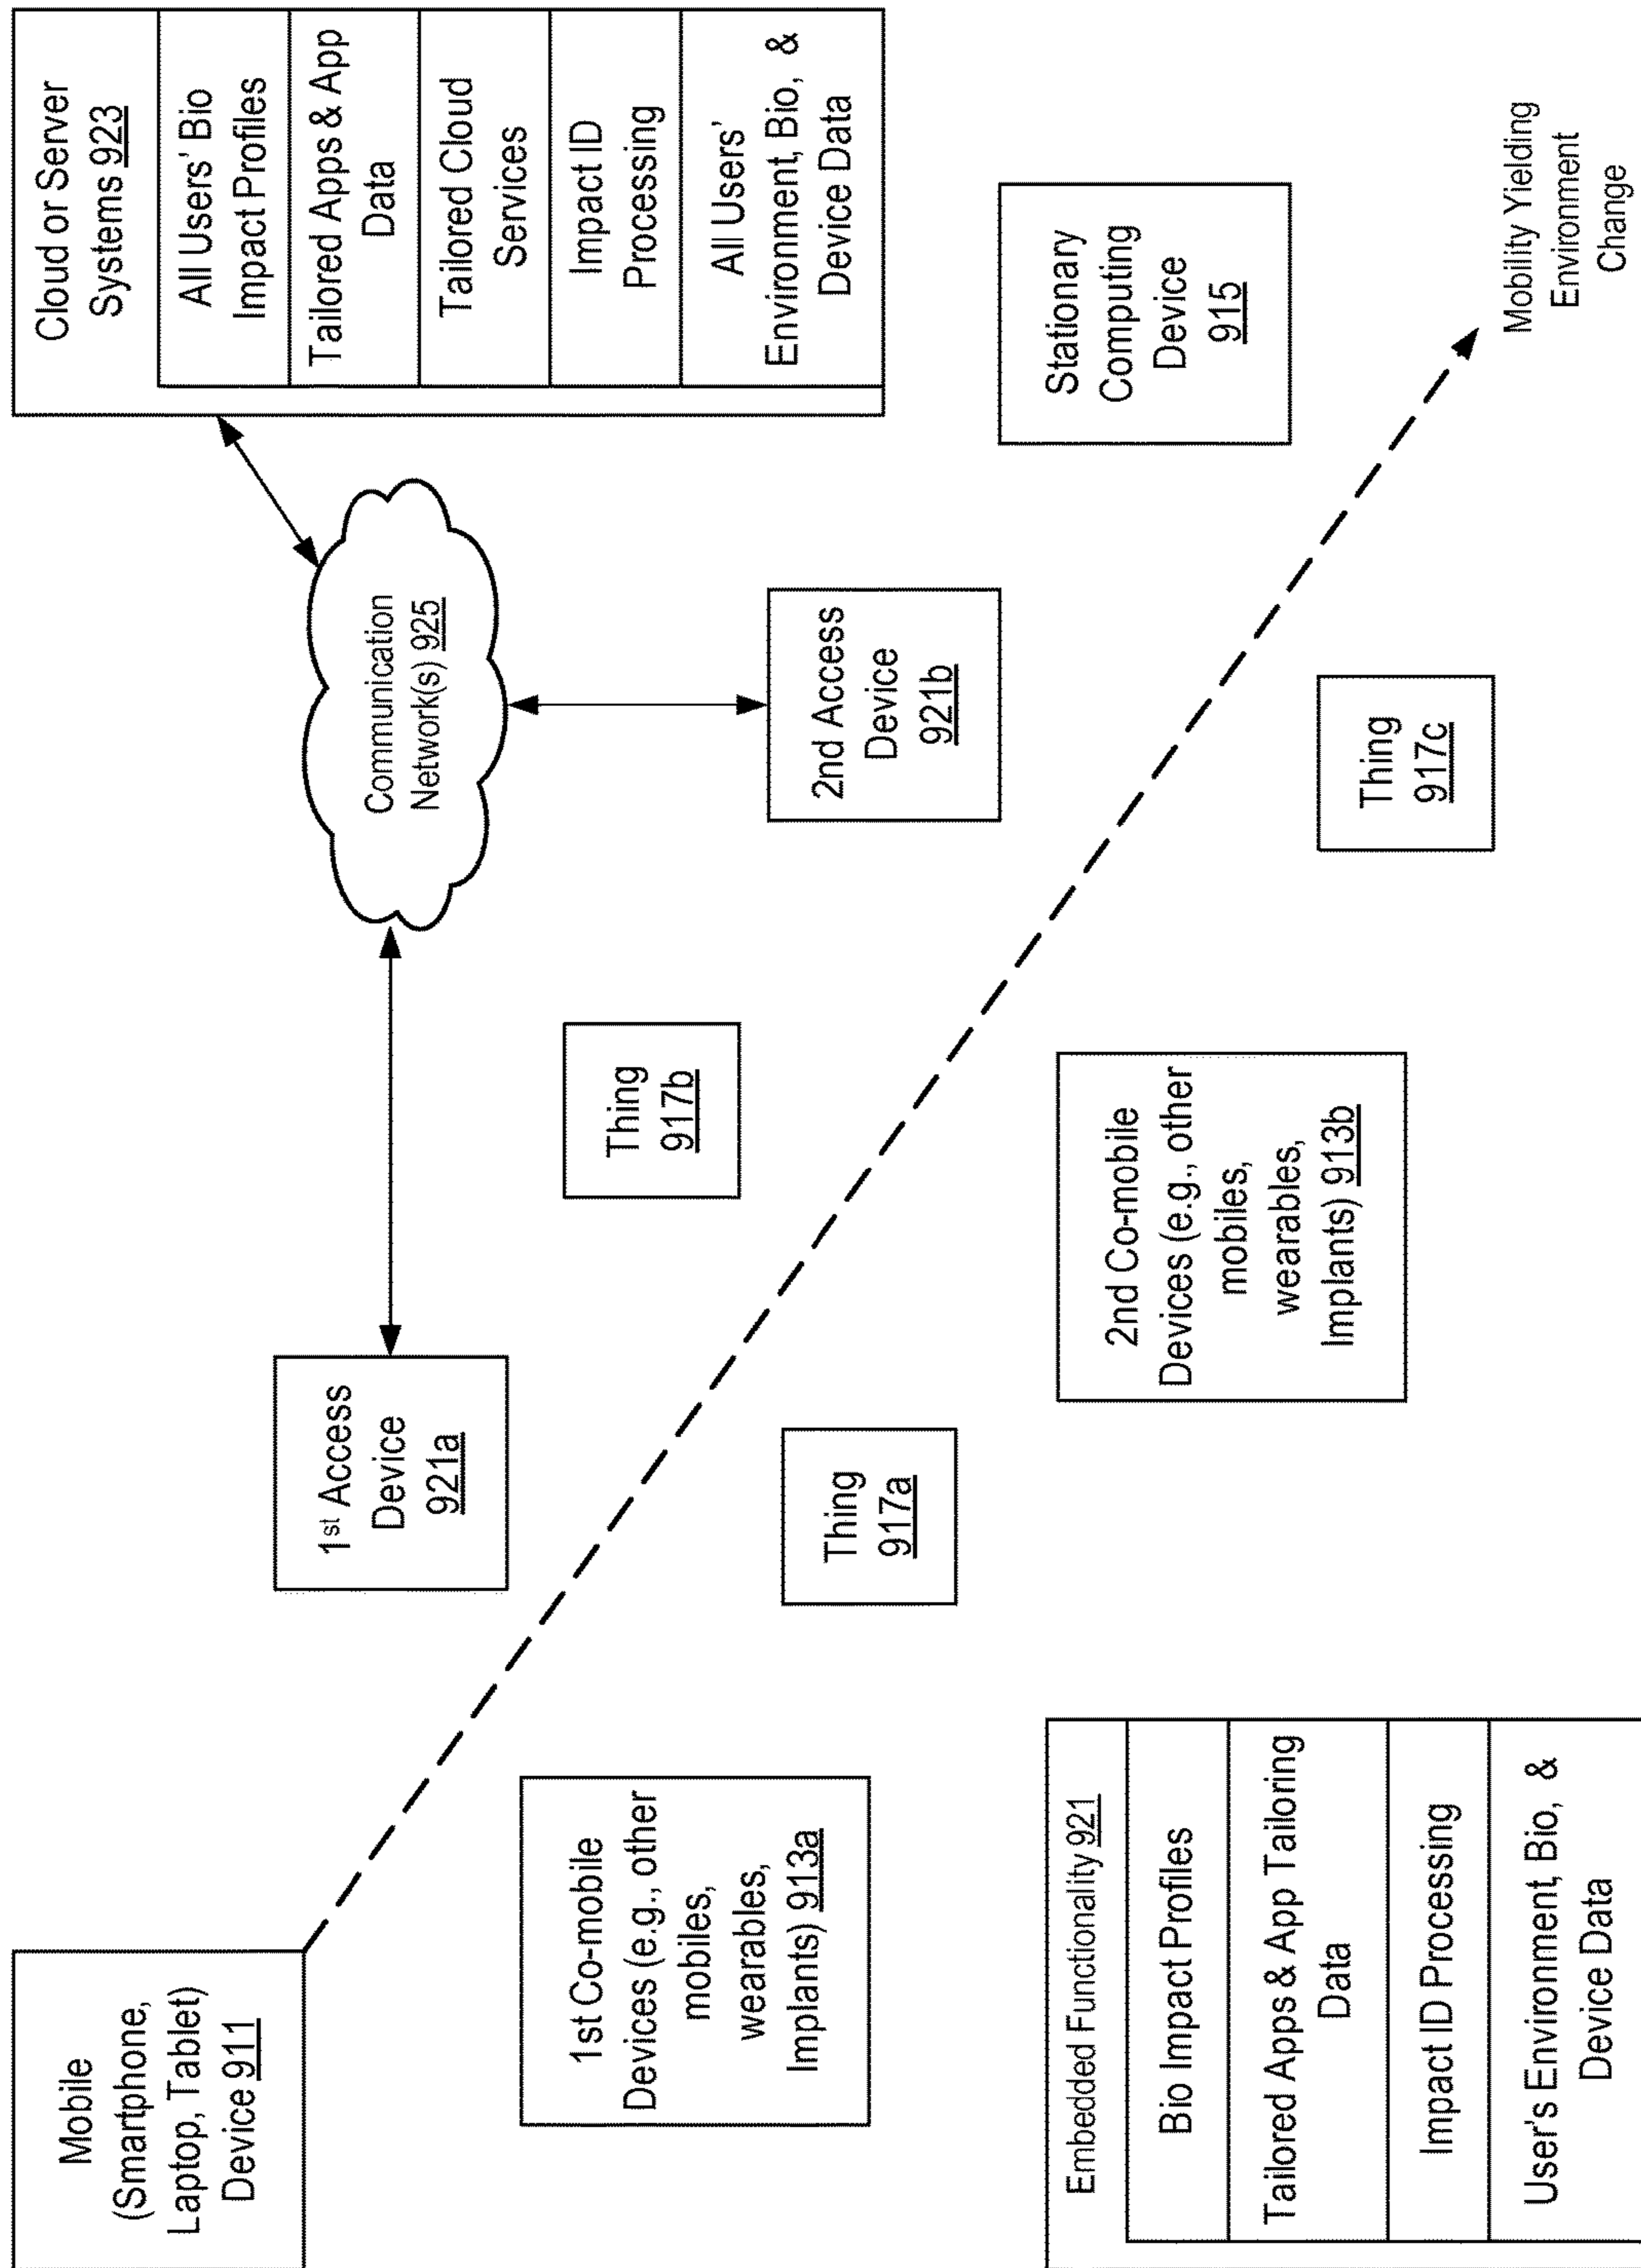 Mobile
(Smartphone,
Laptop, Tablet)
Device 911
1st Access
Device
921a
Communication
Network(s) 925
Cloud or Server
Systems 923
All Users' Bio
Impact Profiles
Tailored Apps & App
Data
Tailored Cloud
Services
Impact ID
Processing
All Users'
Environment, Bio, &
Device Data
1st Co-mobile
Devices (e.g., other
mobiles,
wearables,
Implants) 913a
Thing
917b
2nd Access
Device
921b
Thing
917a
2nd Co-mobile
Devices (e.g., other
mobiles,
wearables,
Implants) 913b
Stationary
Computing
Device
915
Thing
917c
Embedded Functionality 921
Bio Impact Profiles
Tailored Apps & App Tailoring
Data
Impact ID Processing
User's Environment, Bio, &
Device Data
Mobility Yielding
Environment
Change